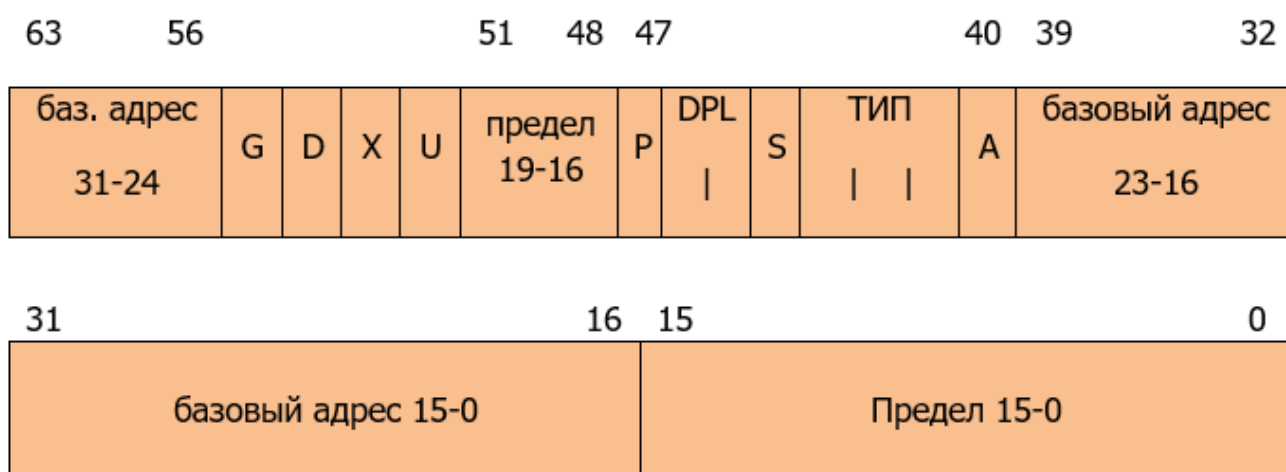 63 56 51 48 47 40 39 32
баз. адрес G D X U предел P DPL S ТИП A базовый адрес
31-24 19-16 | | | 23-16
31 16 15 0
базовый адрес 15-0 Предел 15-0